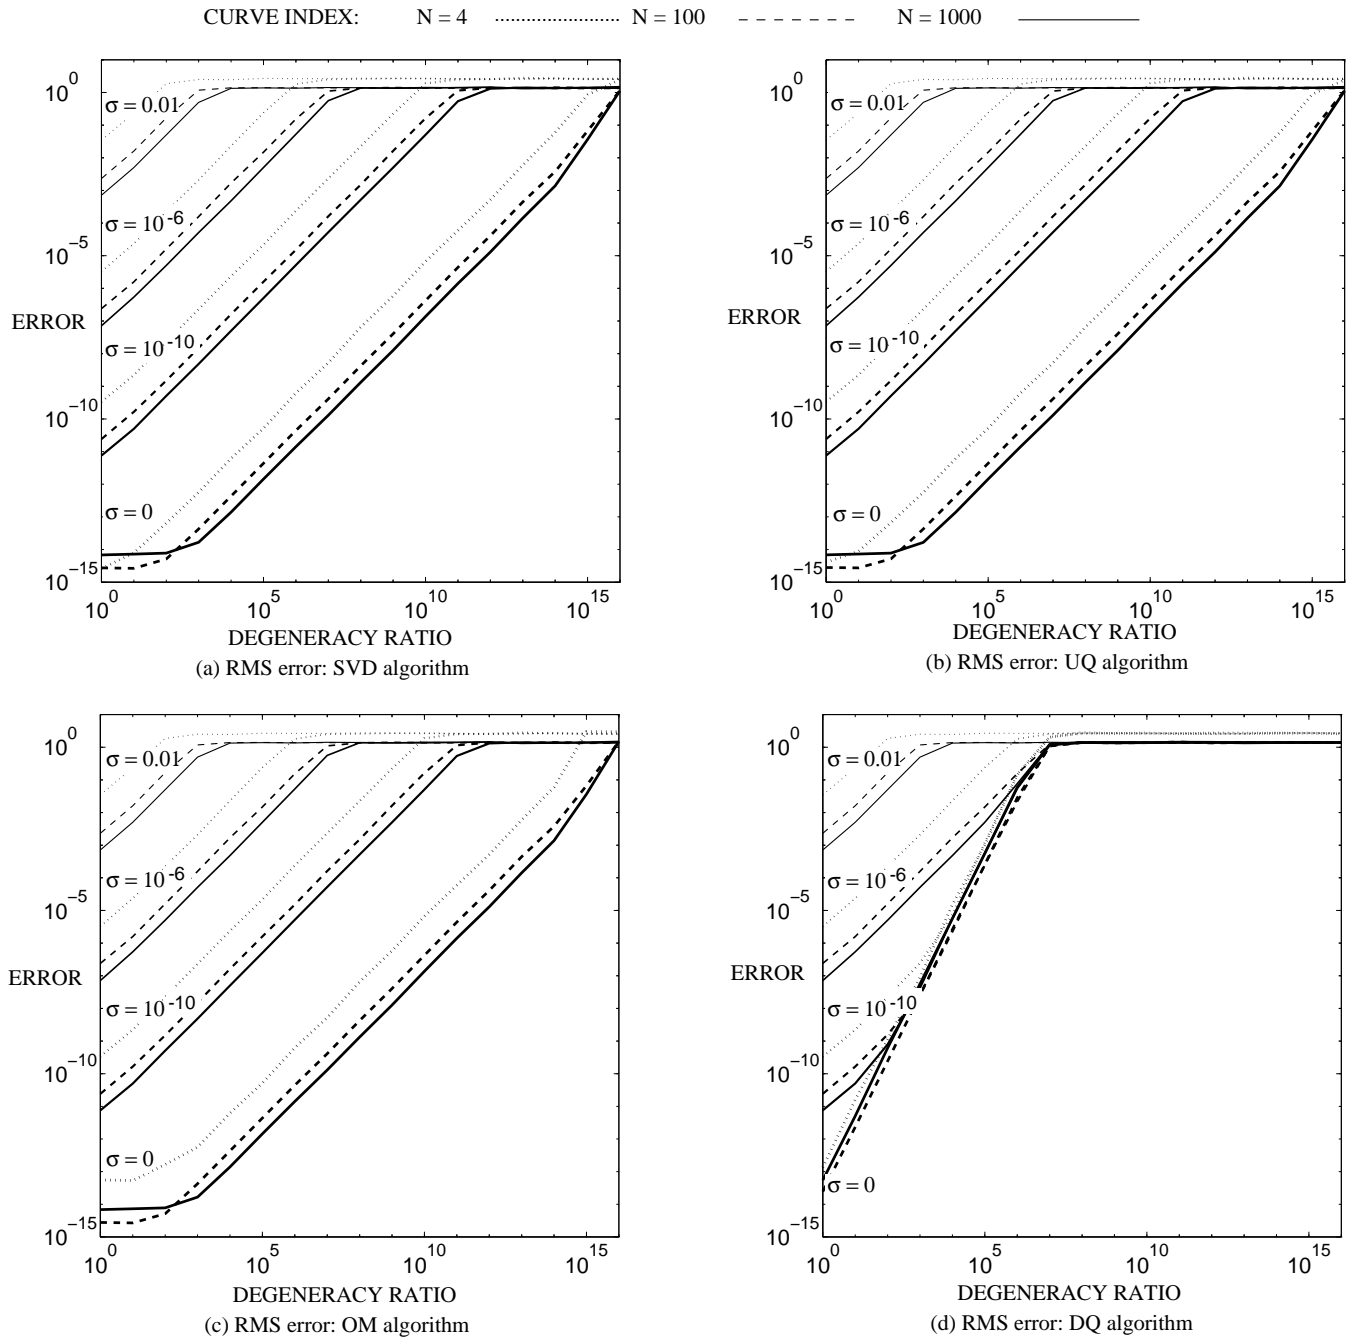 CURVE INDEX: N = 4 N = 100 N = 1000
10^0
σ = 0.01
σ = 10^-6
10^-5
ERROR
σ = 10^-10
10^-10
σ = 0
10^-15
10^0 10^5 10^10 10^15
DEGENERACY RATIO
(a) RMS error: SVD algorithm
10^0
σ = 0.01
σ = 10^-6
10^-5
ERROR
σ = 10^-10
10^-10
σ = 0
10^-15
10^0 10^5 10^10 10^15
DEGENERACY RATIO
(b) RMS error: UQ algorithm
10^0
σ = 0.01
σ = 10^-6
10^-5
ERROR
σ = 10^-10
10^-10
σ = 0
10^-15
10^0 10^5 10^10 10^15
DEGENERACY RATIO
(c) RMS error: OM algorithm
10^0
σ = 0.01
σ = 10^-6
10^-5
ERROR
σ = 10^-10
10^-10
σ = 0
10^-15
10^0 10^5 10^10 10^15
DEGENERACY RATIO
(d) RMS error: DQ algorithm